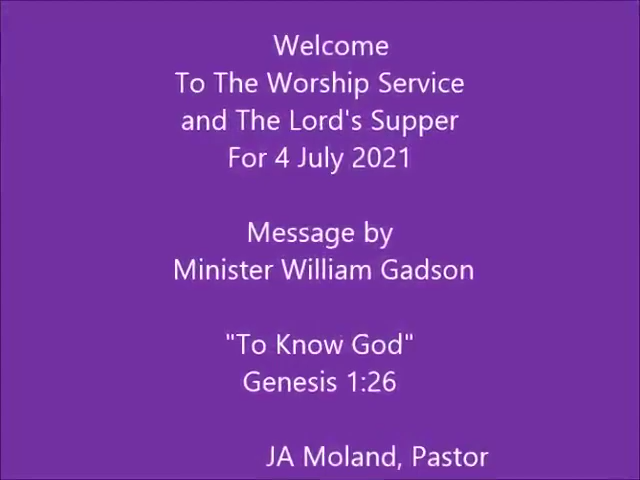 Welcome
To The Worship Service
and The Lord's Supper
For 4 July 2021
Message by
Minister William Gadson
"To Know God"
Genesis 1:26
JA Moland, Pastor